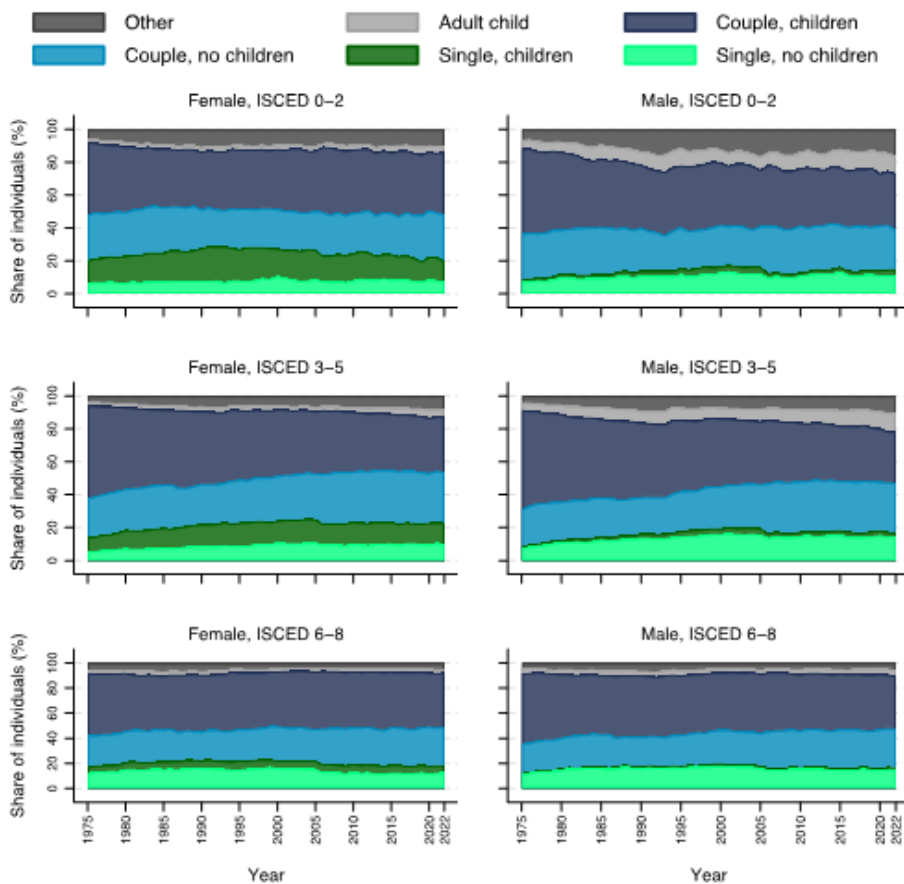 Other Adult child Couple, children
Couple, no children Single, children Single, no children
Female, ISCED 0−2 Male, ISCED 0−2
Share of individuals (%)
100
80
60
40
20
0
1975 1980 1985 1990 1995 2000 2005 2010 2015 2020 2022
1975 1980 1985 1990 1995 2000 2005 2010 2015 2020 2022
Female, ISCED 3−5 Male, ISCED 3−5
Share of individuals (%)
100
80
60
40
20
0
Female, ISCED 6−8 Male, ISCED 6−8
Share of individuals (%)
100
80
60
40
20
0
Year Year